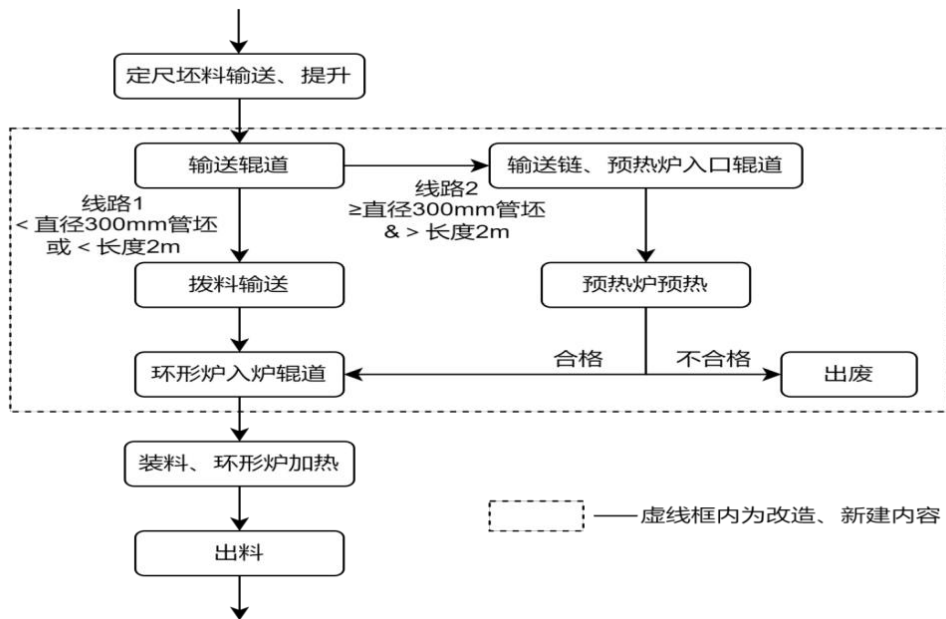 定尺坯料输送、提升
输送辊道
输送链、预热炉入口辊道
线路1
＜直径300mm管坯
或＜长度2m
线路2
≥直径300mm管坯
&＞长度2m
拨料输送
预热炉预热
合格
不合格
环形炉入炉辊道
出废
装料、环形炉加热
虚线框内为改造、新建内容
出料